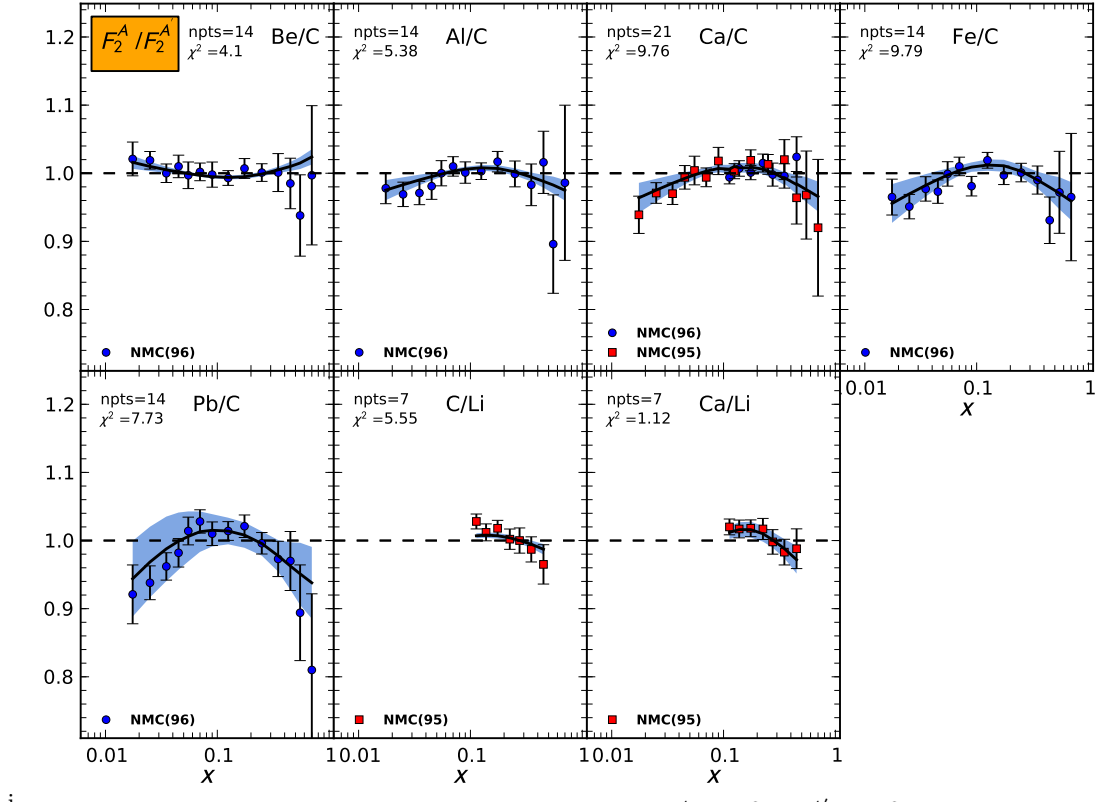 F₂ᴬ/F₂ᴬ′
npts=14
χ² =4.1
Be/C
npts=14
χ² =5.38
Al/C
npts=21
χ² =9.76
Ca/C
npts=14
χ² =9.79
Fe/C
1.2
1.1
1.0
0.9
0.8
NMC(96)
NMC(96)
NMC(96)
NMC(95)
NMC(96)
0.01 0.1 1
x
npts=14
χ² =7.73
Pb/C
npts=7
χ² =5.55
C/Li
npts=7
χ² =1.12
Ca/Li
1.2
1.1
1.0
0.9
0.8
NMC(96)
NMC(95)
NMC(95)
0.01 0.1 1
0.01 0.1 1
0.01 0.1 1
x
x
x